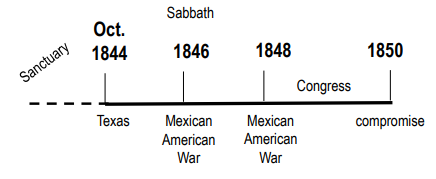 Sabbath
Sanctuary
Oct.
1844 1846 1848 1850
Congress
Texas Mexican Mexican compromise
American American
War War